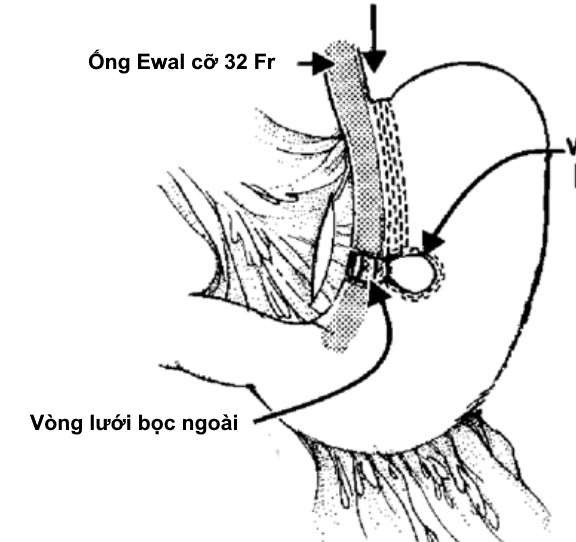 Ống Ewal cỡ 32 Fr
Vòng lưới bọc ngoài